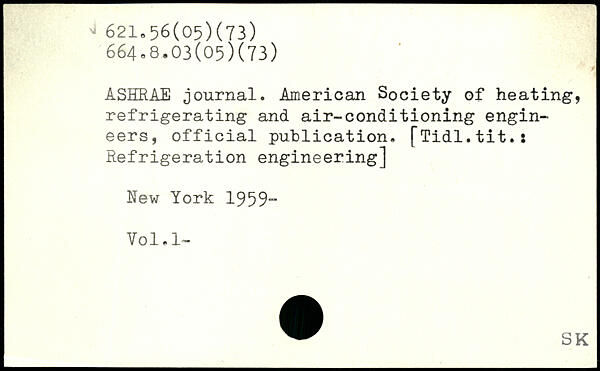 621.56(05)(73)
664.8.03(05)(73)
ASHRAE journal. American Society of heating,
refrigerating and air-conditioning engin-
eers, official publication. [Tidl.tit.:
Refrigeration engineering]
New York 1959-
Vol.1-
SK